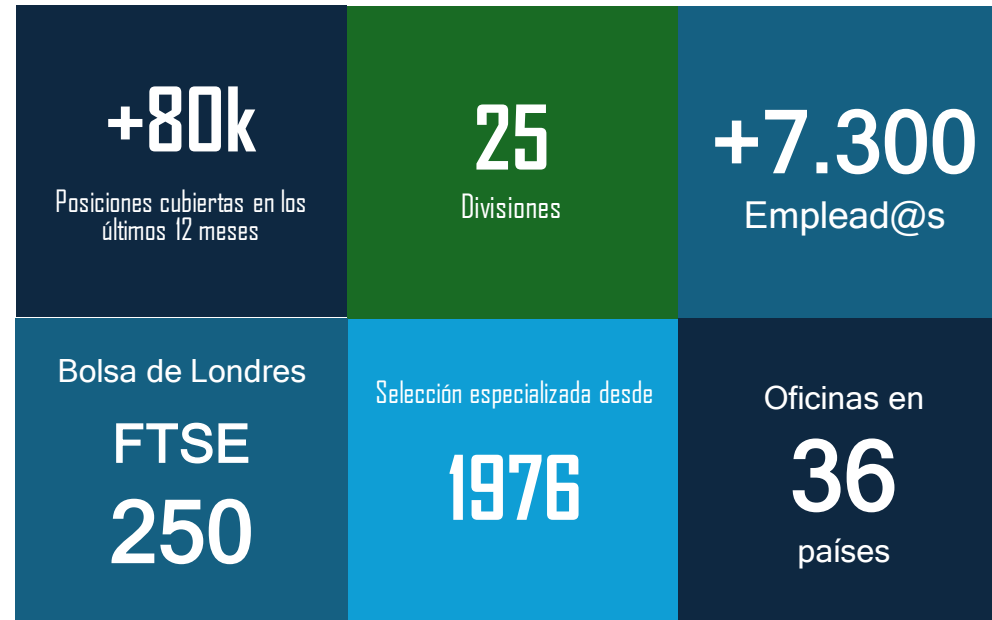 +80k
Posiciones cubiertas en los
últimos 12 meses
25
Divisiones
+7.300
Emplead@s
Bolsa de Londres
FTSE
250
Selección especializada desde
1976
Oficinas en
36
países